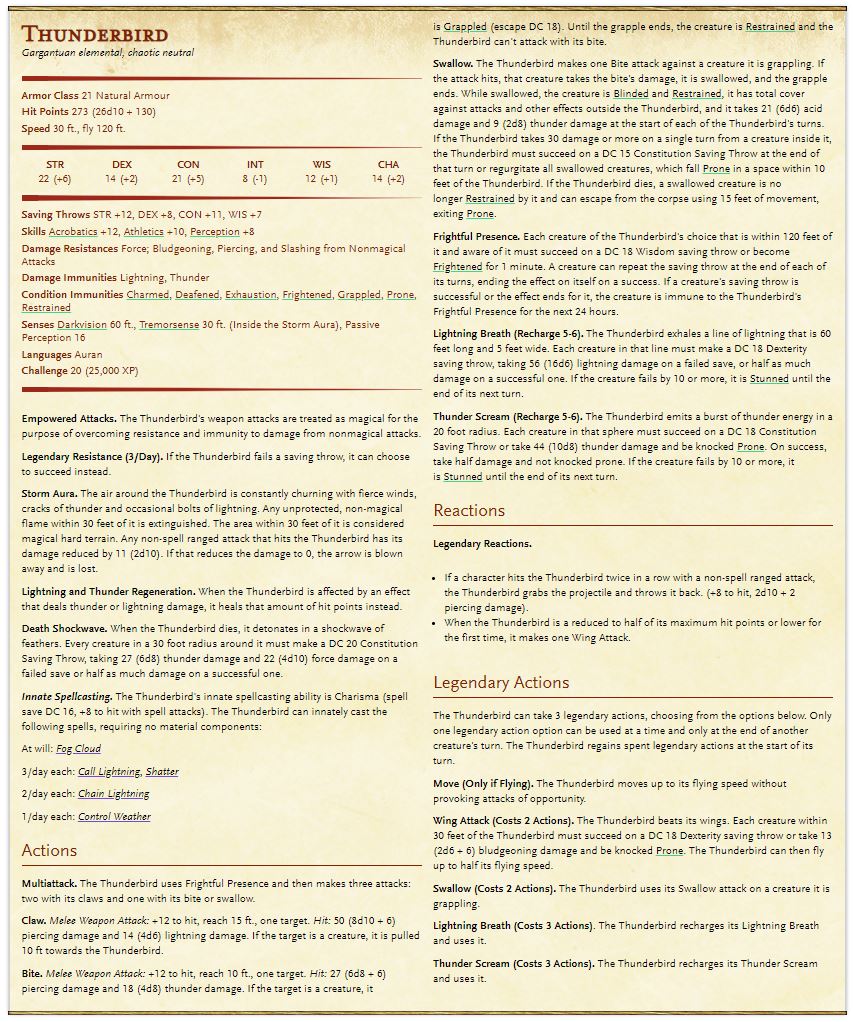 Thunderbird
Gargantuan elemental, chaotic neutral
Armor Class 21 Natural Armour
Hit Points 273 (26d10 + 130)
Speed 30 ft., fly 120 ft.
STR DEX CON INT WIS CHA
22 (+6) 14 (+2) 21 (+5) 8 (-1) 12 (+1) 14 (+2)
Saving Throws STR +12, DEX +8, CON +11, WIS +7
Skills Acrobatics +12, Athletics +10, Perception +8
Damage Resistances Force; Bludgeoning, Piercing, and Slashing from Nonmagical
Attacks
Damage Immunities Lightning, Thunder
Condition Immunities Charmed, Deafened, Exhaustion, Frightened, Grappled, Prone,
Restrained
Senses Darkvision 60 ft., Tremorsense 30 ft. (Inside the Storm Aura), Passive
Perception 16
Languages Auran
Challenge 20 (25,000 XP)
Empowered Attacks. The Thunderbird's weapon attacks are treated as magical for the
purpose of overcoming resistance and immunity to damage from nonmagical attacks.
Legendary Resistance (3/Day). If the Thunderbird fails a saving throw, it can choose
to succeed instead.
Storm Aura. The air around the Thunderbird is constantly churning with fierce winds,
cracks of thunder and occasional bolts of lightning. Any unprotected, non-magical
flame within 30 feet of it is extinguished. The area within 30 feet of it is considered
magical hard terrain. Any non-spell ranged attack that hits the Thunderbird has its
damage reduced by 11 (2d10). If that reduces the damage to 0, the arrow is blown
away and is lost.
Lightning and Thunder Regeneration. When the Thunderbird is affected by an effect
that deals thunder or lightning damage, it heals that amount of hit points instead.
Death Shockwave. When the Thunderbird dies, it detonates in a shockwave of
feathers. Every creature in a 30 foot radius around it must make a DC 20 Constitution
Saving Throw, taking 27 (6d8) thunder damage and 22 (4d10) force damage on a
failed save or half as much damage on a successful one.
Innate Spellcasting. The Thunderbird's innate spellcasting ability is Charisma (spell
save DC 16, +8 to hit with spell attacks). The Thunderbird can innately cast the
following spells, requiring no material components:
At will: Fog Cloud
3/day each: Call Lightning, Shatter
2/day each: Chain Lightning
1/day each: Control Weather
Actions
Multiattack. The Thunderbird uses Frightful Presence and then makes three attacks:
two with its claws and one with its bite or swallow.
Claw. Melee Weapon Attack: +12 to hit, reach 15 ft., one target. Hit: 50 (8d10 + 6)
piercing damage and 14 (4d6) lightning damage. If the target is a creature, it is pulled
10 ft towards the Thunderbird.
Bite. Melee Weapon Attack: +12 to hit, reach 10 ft., one target. Hit: 27 (6d8 + 6)
piercing damage and 18 (4d8) thunder damage. If the target is a creature, it
is Grappled (escape DC 18). Until the grapple ends, the creature is Restrained and the
Thunderbird can't attack with its bite.
Swallow. The Thunderbird makes one Bite attack against a creature it is grappling. If
the attack hits, that creature takes the bite's damage, it is swallowed, and the grapple
ends. While swallowed, the creature is Blinded and Restrained, it has total cover
against attacks and other effects outside the Thunderbird, and it takes 21 (6d6) acid
damage and 9 (2d8) thunder damage at the start of each of the Thunderbird's turns.
If the Thunderbird takes 30 damage or more on a single turn from a creature inside it,
the Thunderbird must succeed on a DC 15 Constitution Saving Throw at the end of
that turn or regurgitate all swallowed creatures, which fall Prone in a space within 10
feet of the Thunderbird. If the Thunderbird dies, a swallowed creature is no
longer Restrained by it and can escape from the corpse using 15 feet of movement,
exiting Prone.
Frightful Presence. Each creature of the Thunderbird's choice that is within 120 feet of
it and aware of it must succeed on a DC 18 Wisdom saving throw or become
Frightened for 1 minute. A creature can repeat the saving throw at the end of each of
its turns, ending the effect on itself on a success. If a creature's saving throw is
successful or the effect ends for it, the creature is immune to the Thunderbird's
Frightful Presence for the next 24 hours.
Lightning Breath (Recharge 5-6). The Thunderbird exhales a line of lightning that is 60
feet long and 5 feet wide. Each creature in that line must make a DC 18 Dexterity
saving throw, taking 56 (16d6) lightning damage on a failed save, or half as much
damage on a successful one. If the creature fails by 10 or more, it is Stunned until the
end of its next turn.
Thunder Scream (Recharge 5-6). The Thunderbird emits a burst of thunder energy in a
20 foot radius. Each creature in that sphere must succeed on a DC 18 Constitution
Saving Throw or take 44 (10d8) thunder damage and be knocked Prone. On success,
take half damage and not knocked prone. If the creature fails by 10 or more, it
is Stunned until the end of its next turn.
Reactions
Legendary Reactions.
• If a character hits the Thunderbird twice in a row with a non-spell ranged attack,
the Thunderbird grabs the projectile and throws it back. (+8 to hit, 2d10 + 2
piercing damage).
• When the Thunderbird is a reduced to half of its maximum hit points or lower for
the first time, it makes one Wing Attack.
Legendary Actions
The Thunderbird can take 3 legendary actions, choosing from the options below. Only
one legendary action option can be used at a time and only at the end of another
creature's turn. The Thunderbird regains spent legendary actions at the start of its
turn.
Move (Only if Flying). The Thunderbird moves up to its flying speed without
provoking attacks of opportunity.
Wing Attack (Costs 2 Actions). The Thunderbird beats its wings. Each creature within
30 feet of the Thunderbird must succeed on a DC 18 Dexterity saving throw or take 13
(2d6 + 6) bludgeoning damage and be knocked Prone. The Thunderbird can then fly
up to half its flying speed.
Swallow (Costs 2 Actions). The Thunderbird uses its Swallow attack on a creature it is
grappling.
Lightning Breath (Costs 3 Actions). The Thunderbird recharges its Lightning Breath
and uses it.
Thunder Scream (Costs 3 Actions). The Thunderbird recharges its Thunder Scream
and uses it.